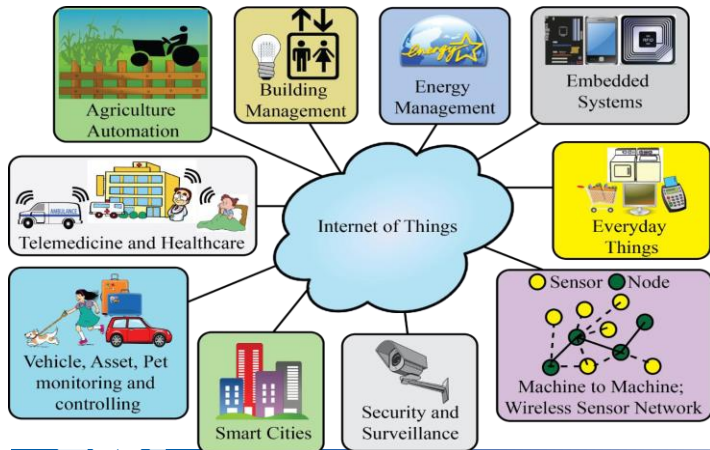 Agriculture
Automation
Building
Management
energy
Energy
Management
Embedded
Systems
Telemedicine and Healthcare
AMBULANCE
Internet of Things
Everyday
Things
Vehicle, Asset, Pet
monitoring and
controlling
Smart Cities
Security and
Surveillance
Sensor Node
Machine to Machine;
Wireless Sensor Network